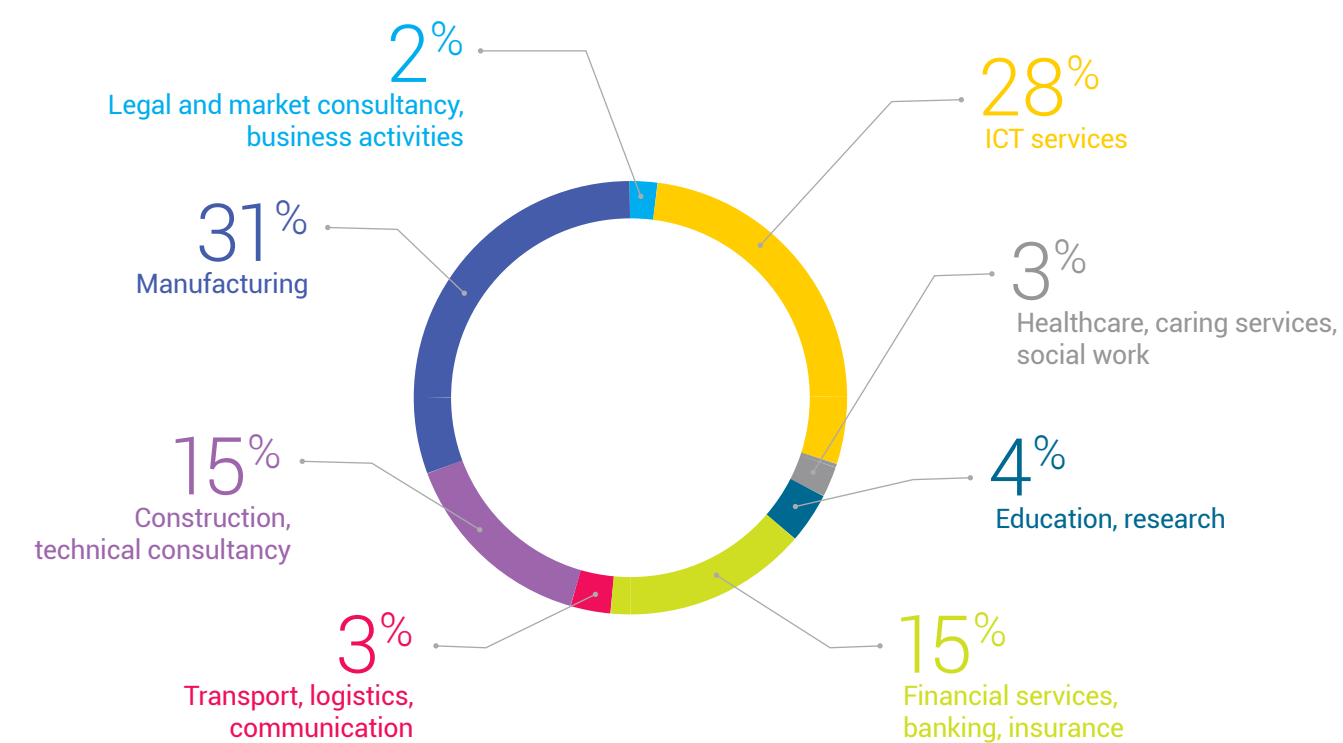 2%
Legal and market consultancy,
business activities
28%
ICT services
31%
Manufacturing
3%
Healthcare, caring services,
social work
15%
Construction,
technical consultancy
4%
Education, research
3%
Transport, logistics,
communication
15%
Financial services,
banking, insurance